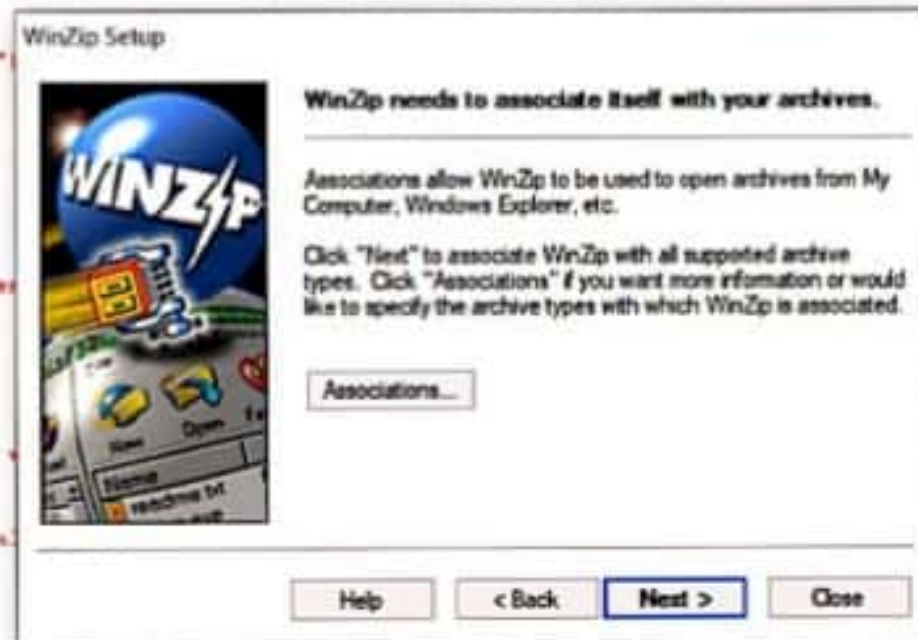 WinZip Setup
WinZip needs to associate itself with your archives.
Associations allow WinZip to be used to open archives from My
Computer, Windows Explorer, etc.
Click "Next" to associate WinZip with all supported archive
types. Click "Associations" if you want more information or would
like to specify the archive types with which WinZip is associated.
WINZIP
New Open
Name
readme txt
Associations...
Help < Back Next > Close